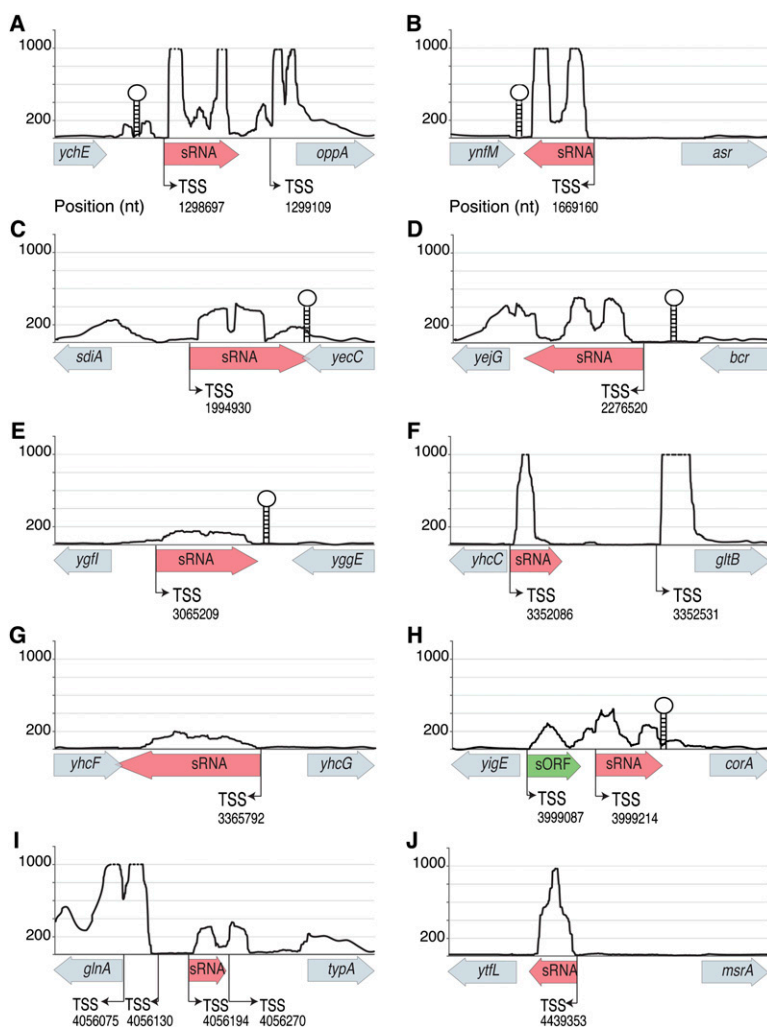 A
1000
200
ychE
sRNA
oppA
TSS
1298697
TSS
1299109
Position (nt)
B
1000
200
ynfM
sRNA
asr
TSS
1669160
Position (nt)
C
1000
200
sdiA
sRNA
yecC
TSS
1994930
D
1000
200
yejG
sRNA
bcr
TSS
2276520
E
1000
200
ygfI
sRNA
yggE
TSS
3065209
F
1000
200
yhcC
sRNA
gltB
TSS
3352086
TSS
3352531
G
1000
200
yhcF
sRNA
yhcG
TSS
3365792
H
1000
200
yigE
sORF
sRNA
corA
TSS
3999087
TSS
3999214
I
1000
200
glnA
sRNA
typA
TSS
4056075
TSS
4056130
TSS
4056194
TSS
4056270
J
1000
200
ytfL
sRNA
msrA
TSS
4439353